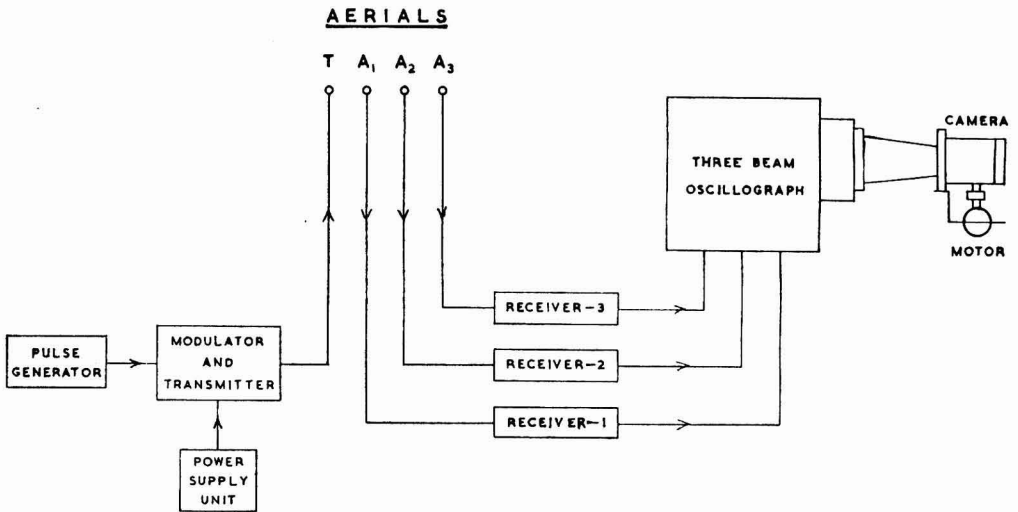 AERIALS
T A₁ A₂ A₃
CAMERA
THREE BEAM
OSCILLOGRAPH
MOTOR
RECEIVER-3
PULSE
GENERATOR
MODULATOR
AND
TRANSMITTER
RECEIVER-2
RECEIVER-1
POWER
SUPPLY
UNIT